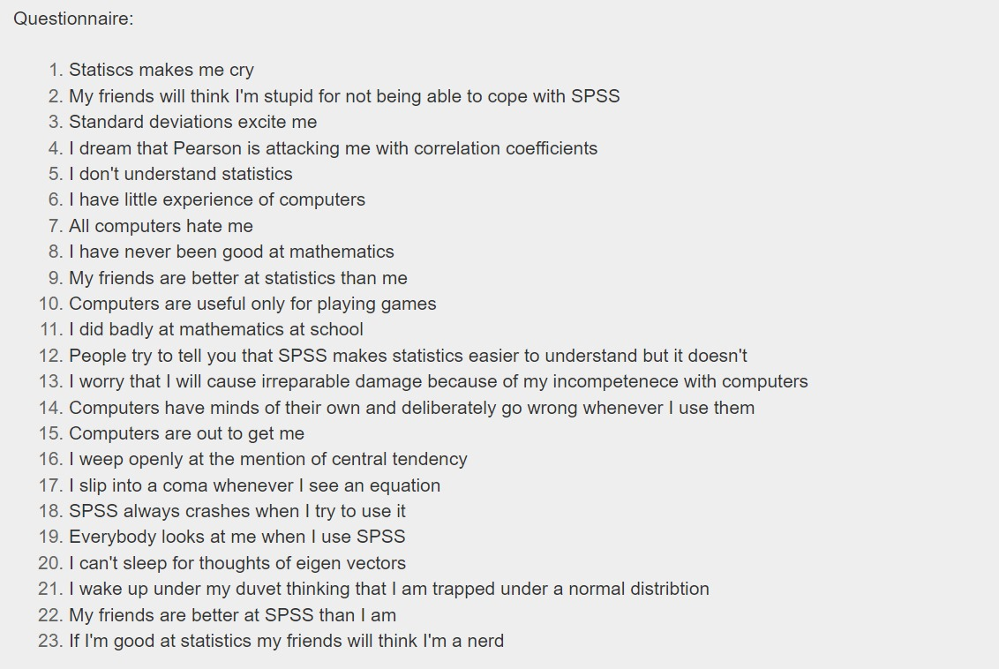 Questionnaire:
1. Statiscs makes me cry
2. My friends will think I'm stupid for not being able to cope with SPSS
3. Standard deviations excite me
4. I dream that Pearson is attacking me with correlation coefficients
5. I don't understand statistics
6. I have little experience of computers
7. All computers hate me
8. I have never been good at mathematics
9. My friends are better at statistics than me
10. Computers are useful only for playing games
11. I did badly at mathematics at school
12. People try to tell you that SPSS makes statistics easier to understand but it doesn't
13. I worry that I will cause irreparable damage because of my incompetenece with computers
14. Computers have minds of their own and deliberately go wrong whenever I use them
15. Computers are out to get me
16. I weep openly at the mention of central tendency
17. I slip into a coma whenever I see an equation
18. SPSS always crashes when I try to use it
19. Everybody looks at me when I use SPSS
20. I can't sleep for thoughts of eigen vectors
21. I wake up under my duvet thinking that I am trapped under a normal distribtion
22. My friends are better at SPSS than I am
23. If I'm good at statistics my friends will think I'm a nerd